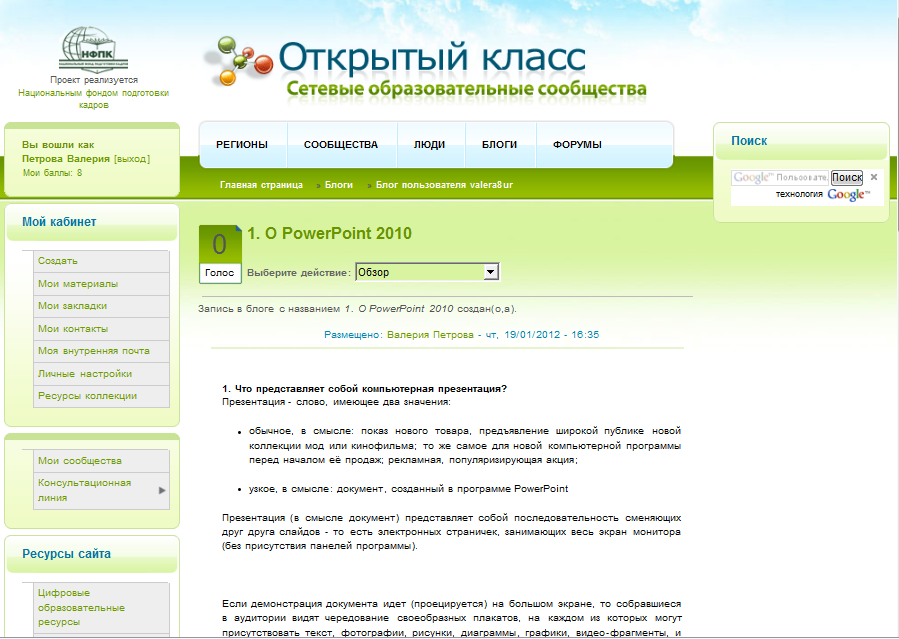 НФПК
Проект реализуется
Национальным фондом подготовки
кадров
Открытый класс
Сетевые образовательные сообщества
Вы вошли как
Петрова Валерия [выход]
Мои баллы: 8
РЕГИОНЫ
СООБЩЕСТВА
ЛЮДИ
БЛОГИ
ФОРУМЫ
Главная страница » Блоги » Блог пользователя valera8ur
Поиск
Google™ Пользовате Поиск ×
технология Google™
Мой кабинет
Создать
Мои материалы
Мои закладки
Мои контакты
Моя внутренняя почта
Личные настройки
Ресурсы коллекции
Мои сообщества
Консультационная
линия
Ресурсы сайта
Цифровые
образовательные
ресурсы
0
Голос
1. О PowerPoint 2010
Выберите действие: Обзор
Запись в блоге с названием 1. О PowerPoint 2010 создан(о,а).
Размещено: Валерия Петрова - чт, 19/01/2012 - 16:35
1. Что представляет собой компьютерная презентация?
Презентация - слово, имеющее два значения:
• обычное, в смысле: показ нового товара, предъявление широкой публике новой
коллекции мод или кинофильма; то же самое для новой компьютерной программы
перед началом её продаж; рекламная, популяризирующая акция;
• узкое, в смысле: документ, созданный в программе PowerPoint
Презентация (в смысле документ) представляет собой последовательность сменяющих
друг друга слайдов - то есть электронных страничек, занимающих весь экран монитора
(без присутствия панелей программы).
Если демонстрация документа идет (проецируется) на большом экране, то собравшиеся
в аудитории видят чередование своеобразных плакатов, на каждом из которых могут
присутствовать текст, фотографии, рисунки, диаграммы, графики, видео-фрагменты, и